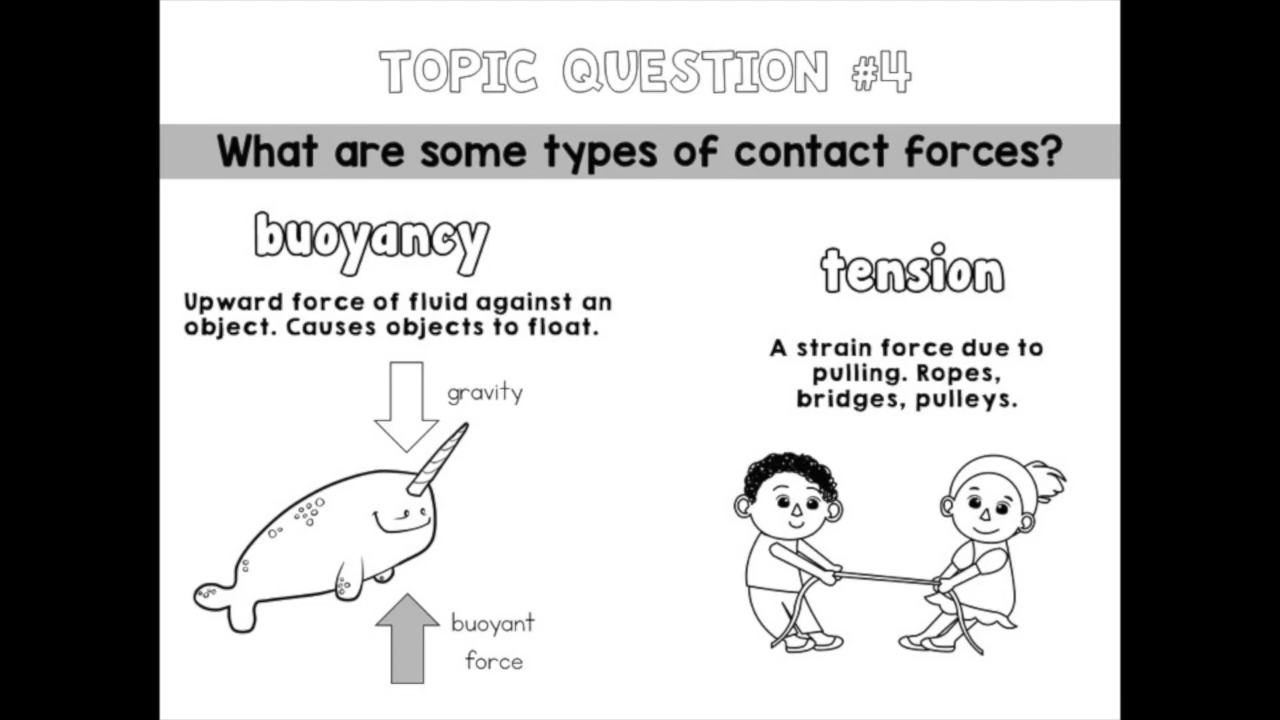 TOPIC QUESTION #4
What are some types of contact forces?
buoyancy
Upward force of fluid against an
object. Causes objects to float.
gravity
buoyant
force
tension
A strain force due to
pulling. Ropes,
bridges, pulleys.